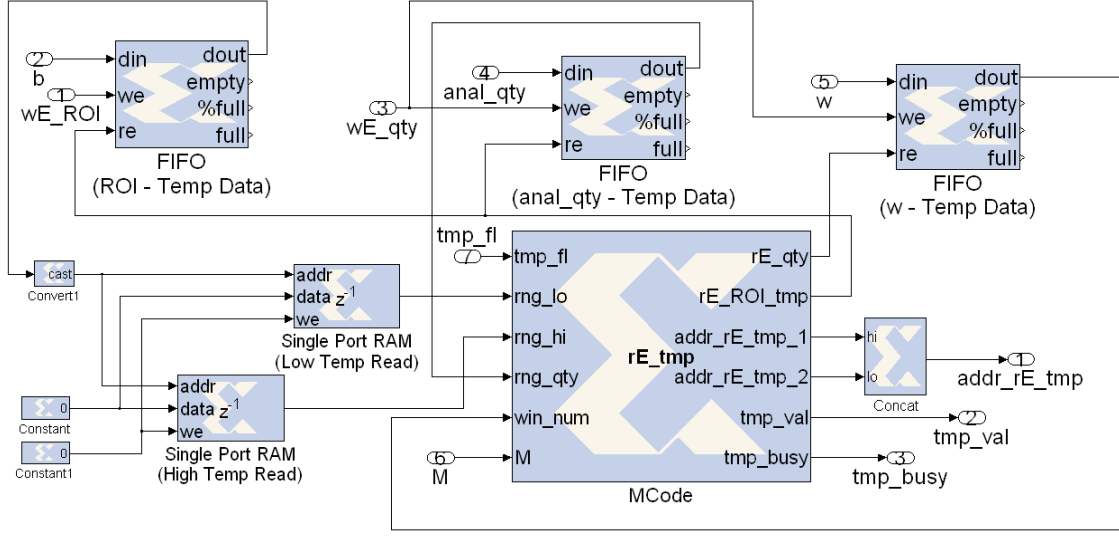 2
b
1
wE_ROI
din
we
re
dout
empty
%full
full
FIFO
(ROI - Temp Data)
4
anal_qty
3
wE_qty
din
we
re
dout
empty
%full
full
FIFO
(anal_qty - Temp Data)
5
w
din
we
re
dout
empty
%full
full
FIFO
(w - Temp Data)
tmp_fl
7
cast
Convert1
addr
data
we
z-1
Single Port RAM
(Low Temp Read)
addr
data
we
z-1
Single Port RAM
(High Temp Read)
0
Constant
0
Constant1
6
M
tmp_fl
rng_lo
rng_hi
rng_qty
win_num
M
rE_tmp
rE_qty
rE_ROI_tmp
addr_rE_tmp_1
addr_rE_tmp_2
tmp_val
tmp_busy
MCode
hi
lo
Concat
1
addr_rE_tmp
2
tmp_val
3
tmp_busy